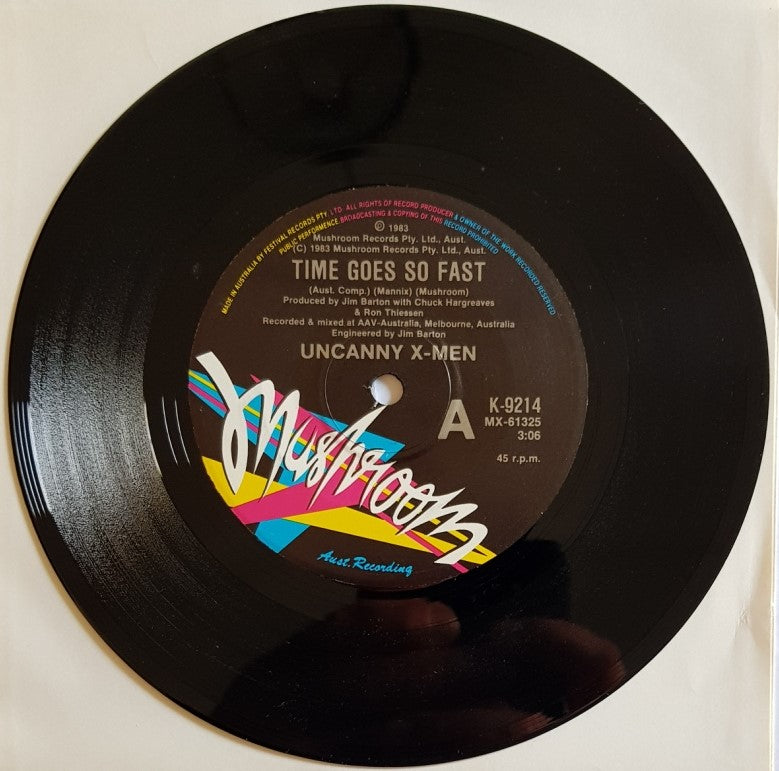 MADE IN AUSTRALIA BY FESTIVAL RECORDS PTY. LTD. ALL RIGHTS OF RECORD PRODUCER & OWNER OF THE WORK RECORDED RESERVED
PUBLIC PERFORMENCE. BROADCASTING & COPYING OF THIS RECORD PROHIBITED
℗ 1983
Mushroom Records Pty. Ltd., Aust.
(C) 1983 Mushroom Records Pty. Ltd., Aust.
TIME GOES SO FAST
(Aust. Comp.) (Mannix) (Mushroom)
Produced by Jim Barton with Chuck Hargreaves
& Ron Thiessen
Recorded & mixed at AAV-Australia, Melbourne, Australia
Engineered by Jim Barton
UNCANNY X-MEN
A
K-9214
MX-61325
3:06
45 r.p.m.
Mushroom
Aust. Recording